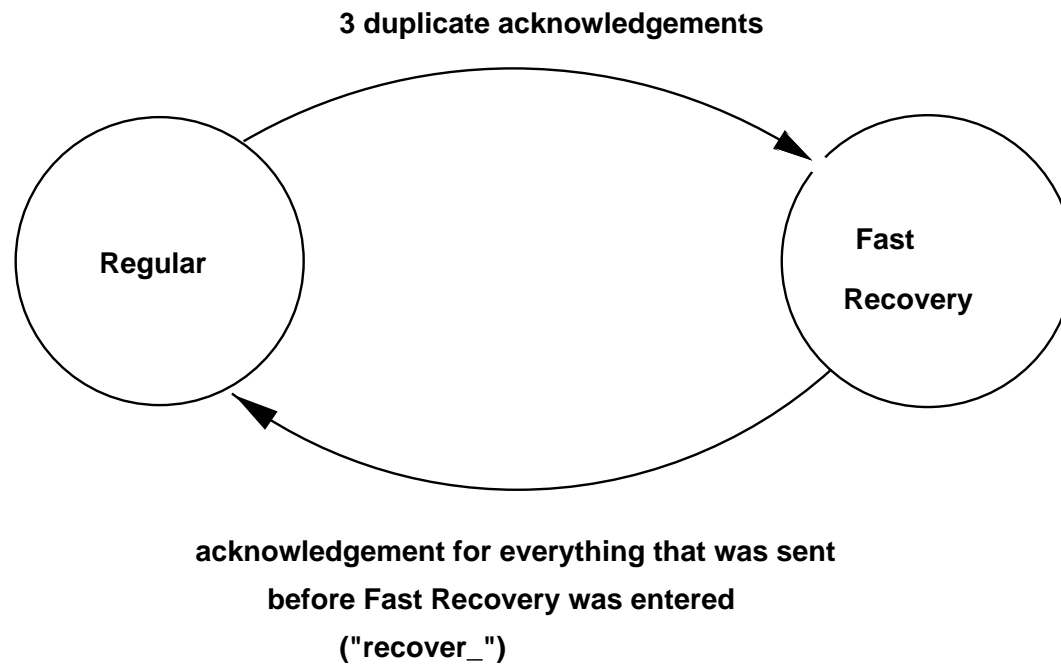 3 duplicate acknowledgements
Regular
Fast
Recovery
acknowledgement for everything that was sent
before Fast Recovery was entered
("recover_")